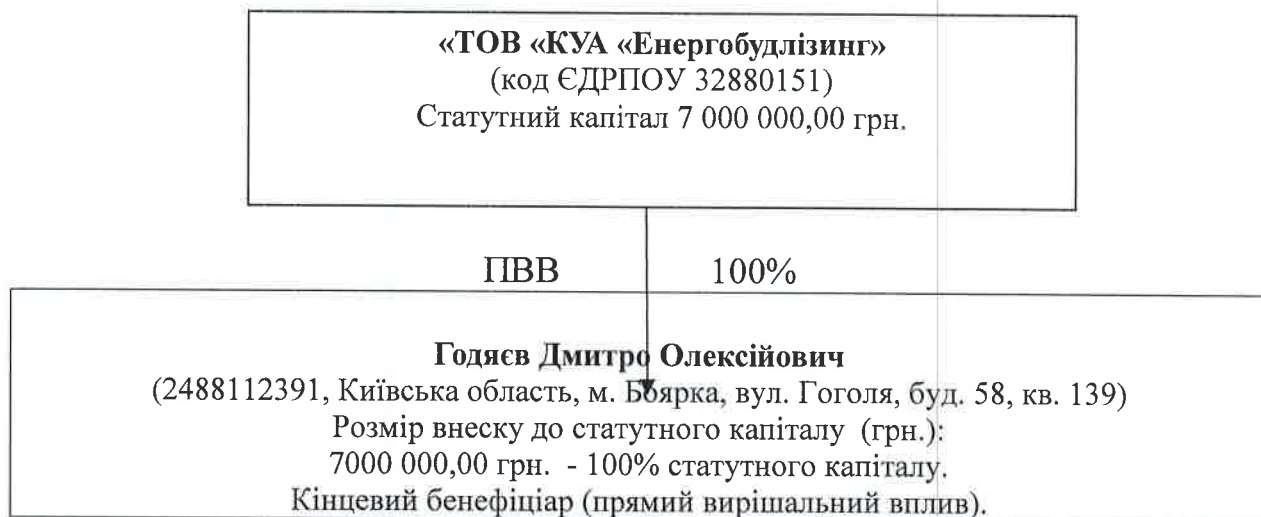 «ТОВ «КУА «Енергобудлізинг»
(код ЄДРПОУ 32880151)
Статутний капітал 7 000 000,00 грн.
ПВВ 100%
Годяєв Дмитро Олексійович
(2488112391, Київська область, м. Боярка, вул. Гоголя, буд. 58, кв. 139)
Розмір внеску до статутного капіталу (грн.):
7000 000,00 грн. - 100% статутного капіталу.
Кінцевий бенефіціар (прямий вирішальний вплив).